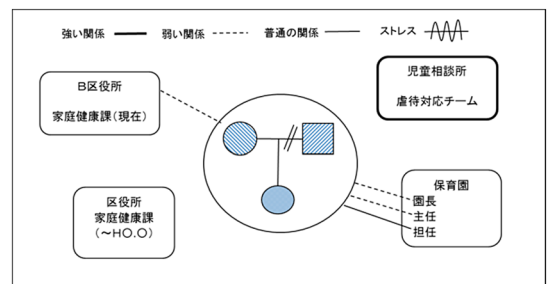 強い関係 弱い関係 普通の関係 ストレス
B区役所
家庭健康課(現在)
児童相談所
虐待対応チーム
区役所
家庭健康課
(~HO.O)
保育園
園長
主任
担任